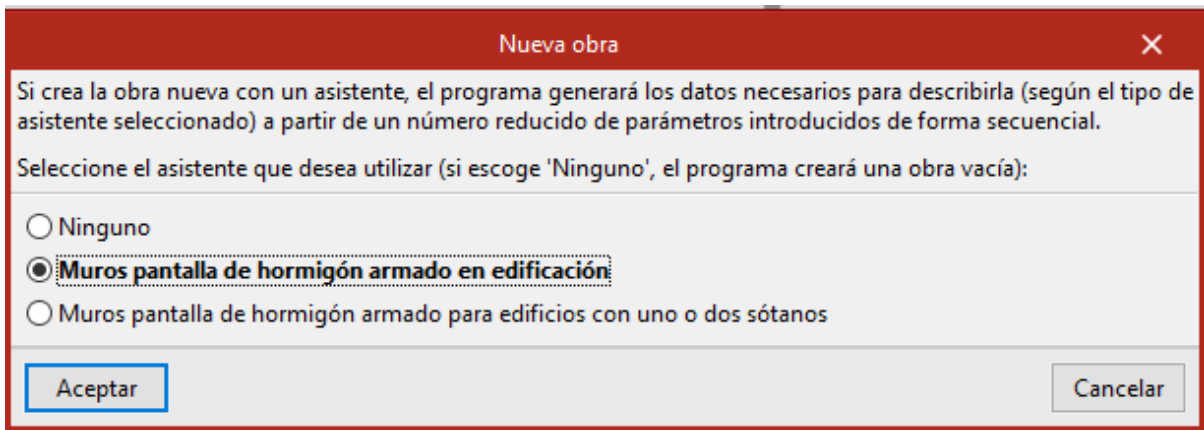 Nueva obra
Si crea la obra nueva con un asistente, el programa generará los datos necesarios para describirla (según el tipo de
asistente seleccionado) a partir de un número reducido de parámetros introducidos de forma secuencial.
Seleccione el asistente que desea utilizar (si escoge 'Ninguno', el programa creará una obra vacía):
Ninguno
Muros pantalla de hormigón armado en edificación
Muros pantalla de hormigón armado para edificios con uno o dos sótanos
Aceptar
Cancelar